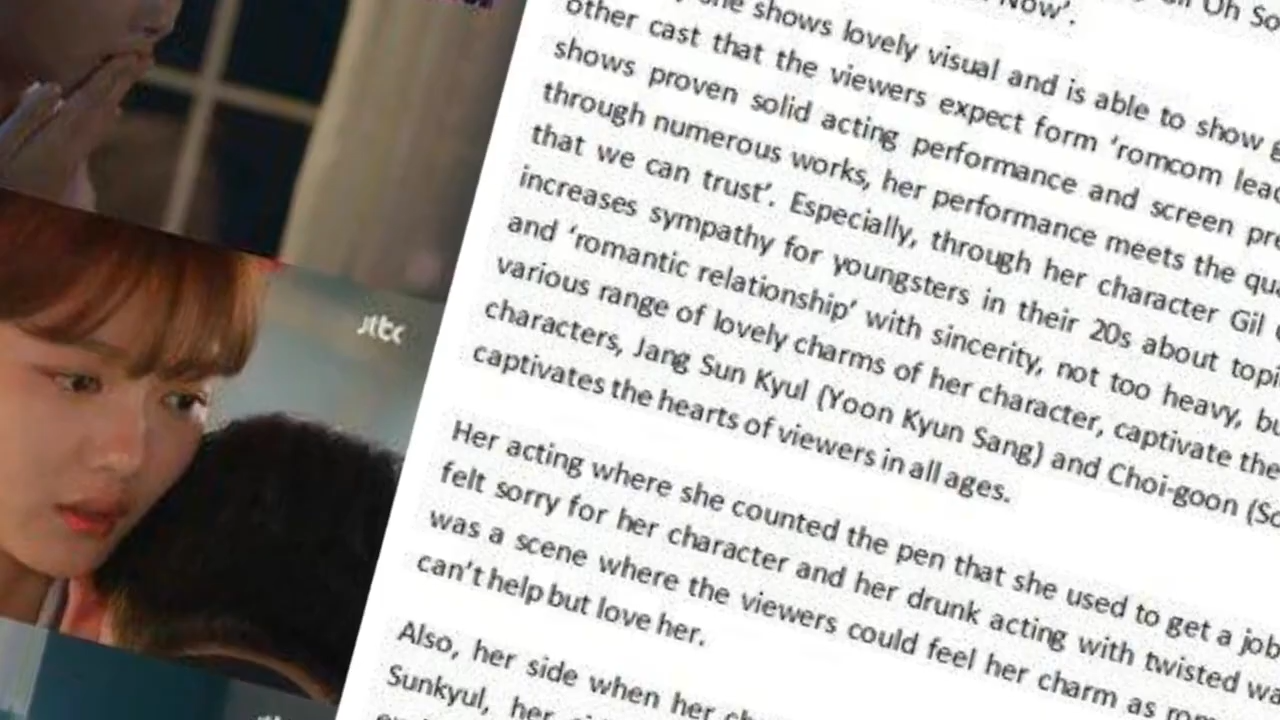 jtbc
Oh
Now'.
she shows lovely visual and is able to show
other cast that the viewers expect form 'romcom
shows proven solid acting performance and screen
through numerous works, her performance meets the
that we can trust'. Especially, through her character Gil
increases sympathy for youngsters in their 20s about
and 'romantic relationship' with sincerity, not too heavy,
various range of lovely charms of her character, captivate the
characters, Jang Sun Kyul (Yoon Kyun Sang) and Choi-goon
captivates the hearts of viewers in all ages.
Her acting where she counted the pen that she used to get a job
felt sorry for her character and her drunk acting with twisted
was a scene where the viewers could feel her charm as
can't help but love her.
Also, her side when her
Sunkyul, her